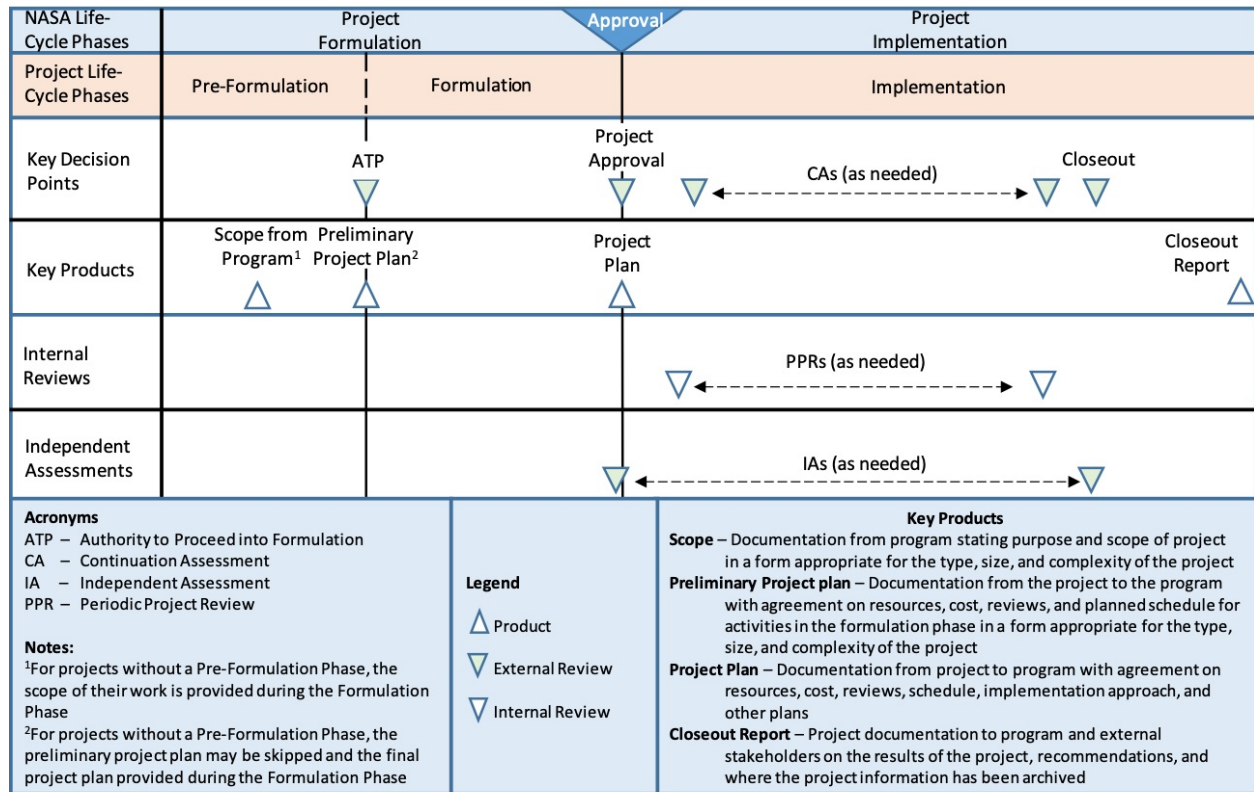 NASA Life-
Cycle Phases
Project
Formulation
Approval
Project
Implementation
Project Life-
Cycle Phases
Pre-Formulation
Formulation
Implementation
Key Decision
Points
ATP
Project
Approval
CAs (as needed)
Closeout
Key Products
Scope from
Program¹
Preliminary
Project Plan²
Project
Plan
Closeout
Report
Internal
Reviews
PPRs (as needed)
Independent
Assessments
IAs (as needed)
Acronyms
ATP – Authority to Proceed into Formulation
CA – Continuation Assessment
IA – Independent Assessment
PPR – Periodic Project Review
Notes:
¹For projects without a Pre-Formulation Phase, the
scope of their work is provided during the Formulation
Phase
²For projects without a Pre-Formulation Phase, the
preliminary project plan may be skipped and the final
project plan provided during the Formulation Phase
Legend
Product
External Review
Internal Review
Key Products
Scope – Documentation from program stating purpose and scope of project
in a form appropriate for the type, size, and complexity of the project
Preliminary Project plan – Documentation from the project to the program
with agreement on resources, cost, reviews, and planned schedule for
activities in the formulation phase in a form appropriate for the type,
size, and complexity of the project
Project Plan – Documentation from project to program with agreement on
resources, cost, reviews, schedule, implementation approach, and
other plans
Closeout Report – Project documentation to program and external
stakeholders on the results of the project, recommendations, and
where the project information has been archived